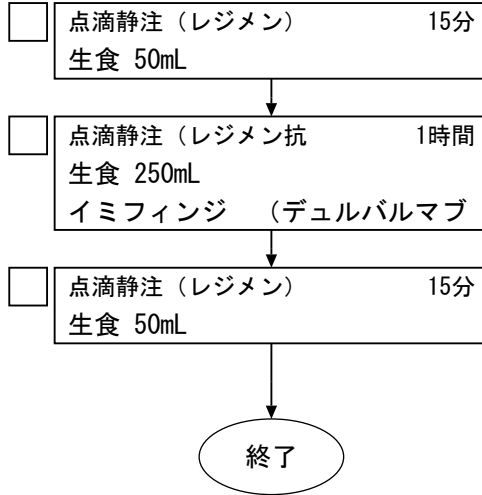 点滴静注（レジメン） 15分
生食 50mL
点滴静注（レジメン抗 1時間
生食 250mL
イミフィンジ （デュルバルマブ
点滴静注（レジメン） 15分
生食 50mL
終了